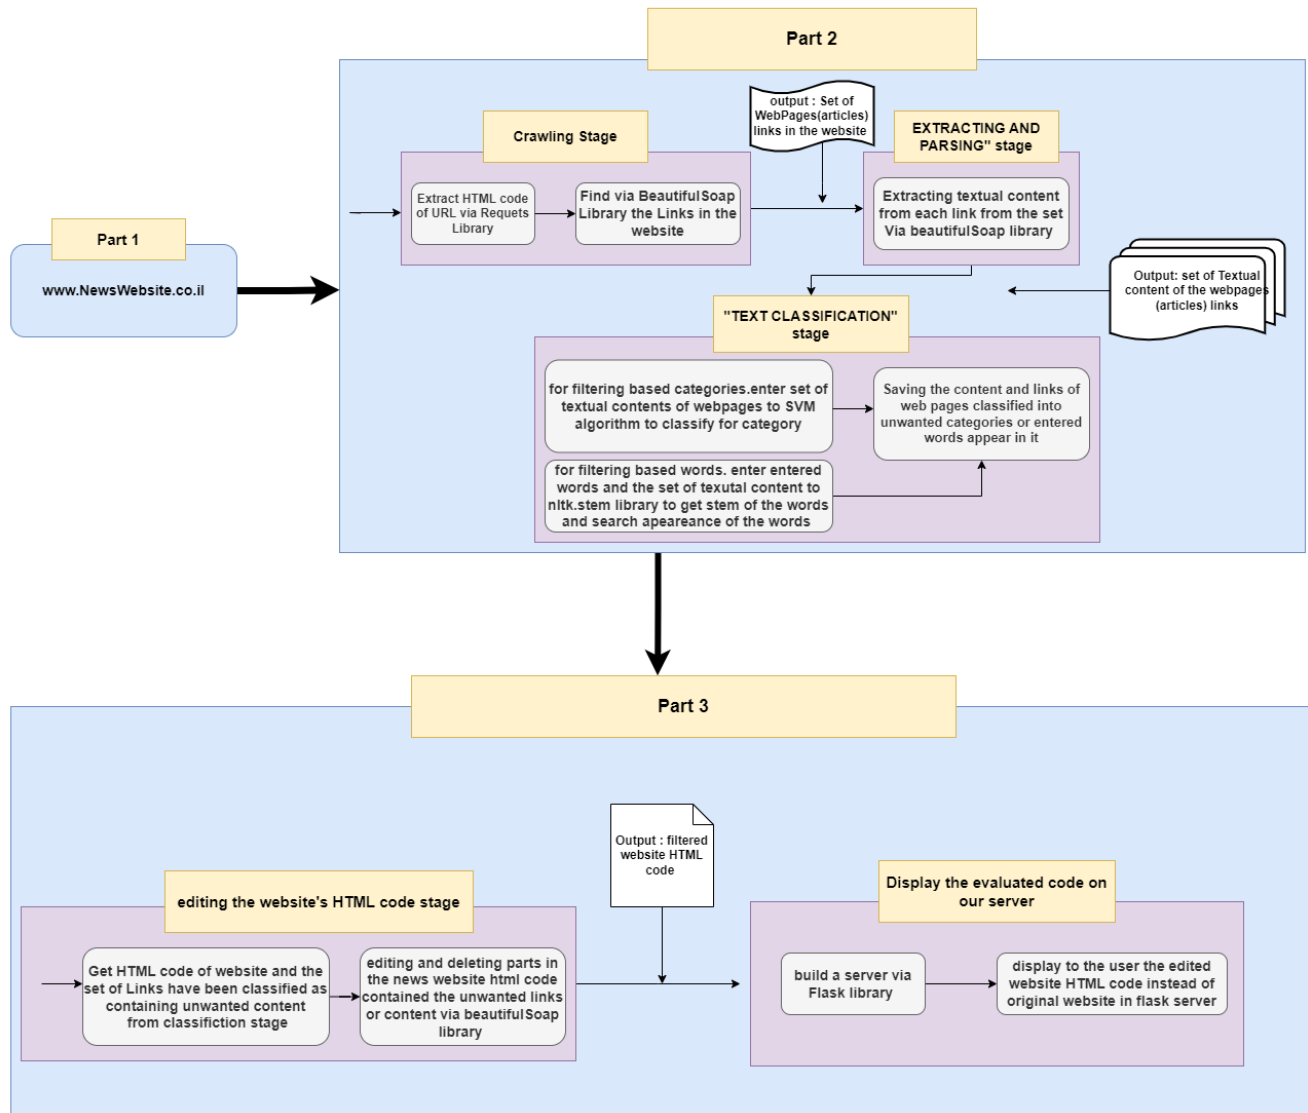 Part 2
output : Set of
WebPages(articles)
links in the website
Crawling Stage
EXTRACTING AND
PARSING" stage
Extract HTML code
of URL via Requets
Library
Find via BeautifulSoap
Library the Links in the
website
Extracting textual content
from each link from the set
Via beautifulSoap library
Part 1
www.NewsWebsite.co.il
Output: set of Textual
content of the webpages
(articles) links
"TEXT CLASSIFICATION"
stage
for filtering based categories.enter set of
textual contents of webpages to SVM
algorithm to classify for category
Saving the content and links of
web pages classified into
unwanted categories or entered
words appear in it
for filtering based words. enter entered
words and the set of texutal content to
nltk.stem library to get stem of the words
and search apeareance of the words
Part 3
Output : filtered
website HTML
code
editing the website's HTML code stage
Display the evaluated code on
our server
Get HTML code of website and the
set of Links have been classified as
containing unwanted content
from classifiction stage
editing and deleting parts in
the news website html code
contained the unwanted links
or content via beautifulSoap
library
build a server via
Flask library
display to the user the edited
website HTML code instead of
original website in flask server